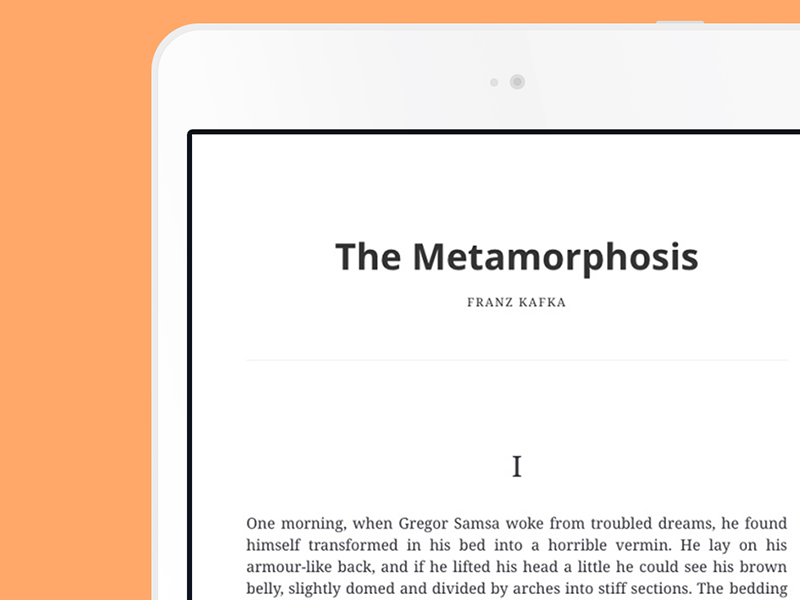 The Metamorphosis
FRANZ KAFKA
I
One morning, when Gregor Samsa woke from troubled dreams, he found
himself transformed in his bed into a horrible vermin. He lay on his
armour-like back, and if he lifted his head a little he could see his brown
belly, slightly domed and divided by arches into stiff sections. The bedding